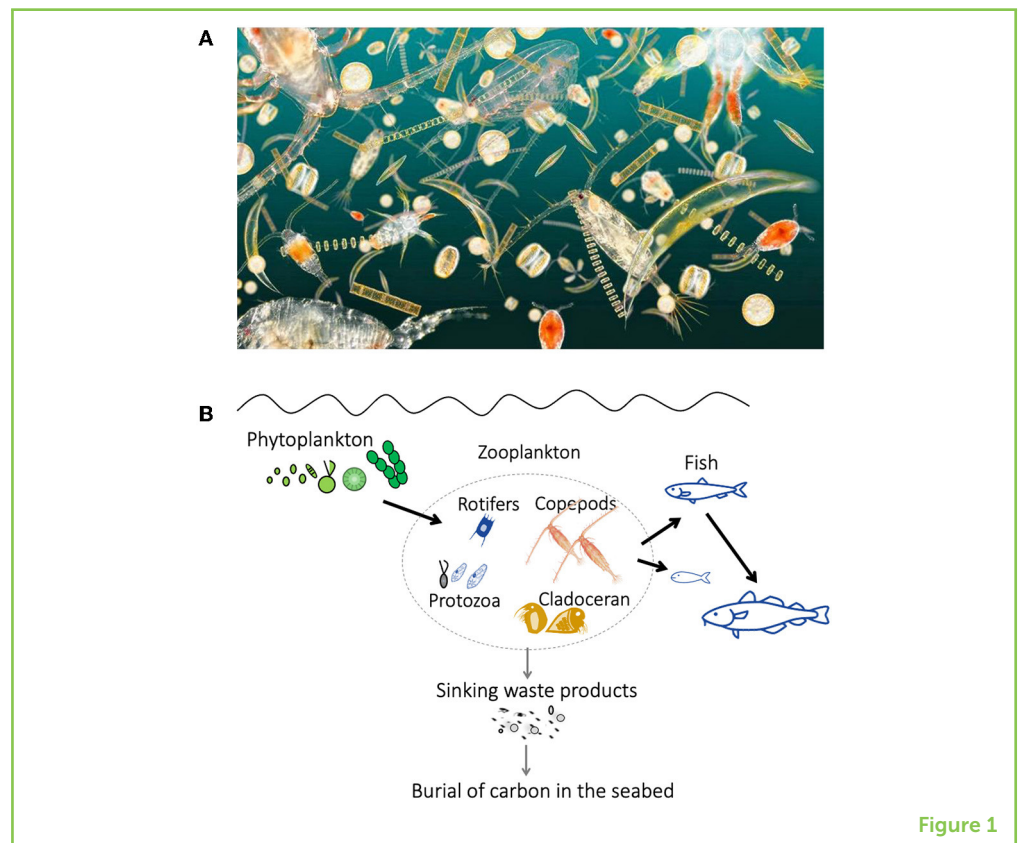 A
B
Phytoplankton
Zooplankton
Fish
Rotifers
Copepods
Protozoa
Cladoceran
Sinking waste products
Burial of carbon in the seabed
Figure 1